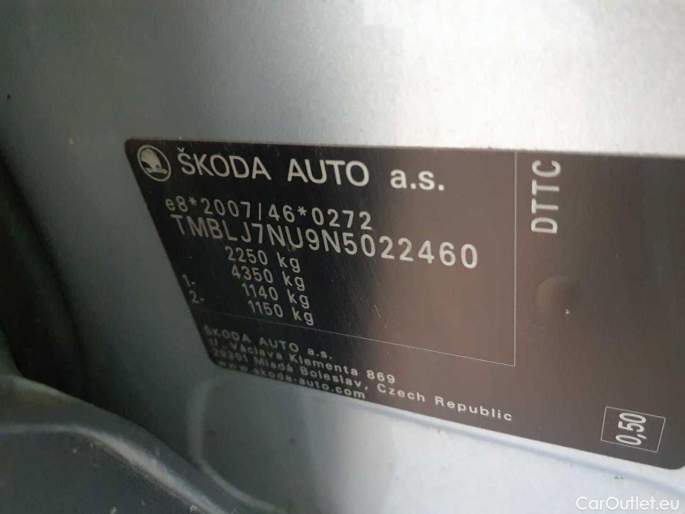 ŠKODA AUTO a.s.
e8*2007/46*0272
TMBLJ7NU9N5022460
2250 kg
4350 kg
1- 1140 kg
2- 1150 kg
ŠKODA AUTO a.s.
tř. Václava Klementa 869
29301 Mladá Boleslav, Czech Republic
www.skoda-auto.com
DTTC
0,50
CarOutlet.eu